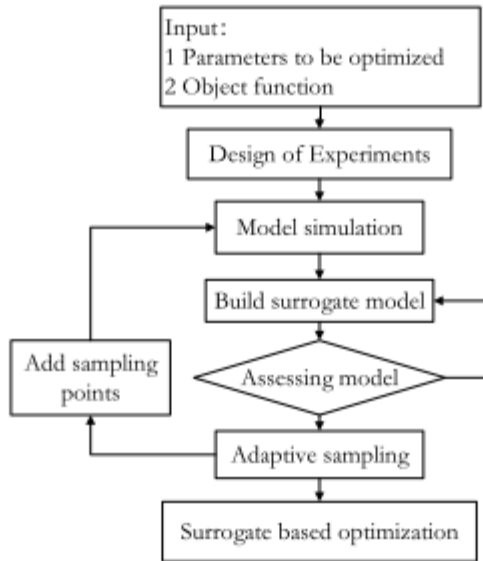 Input:
1 Parameters to be optimized
2 Object function
Design of Experiments
Model simulation
Build surrogate model
Add sampling
points
Assessing model
Adaptive sampling
Surrogate based optimization